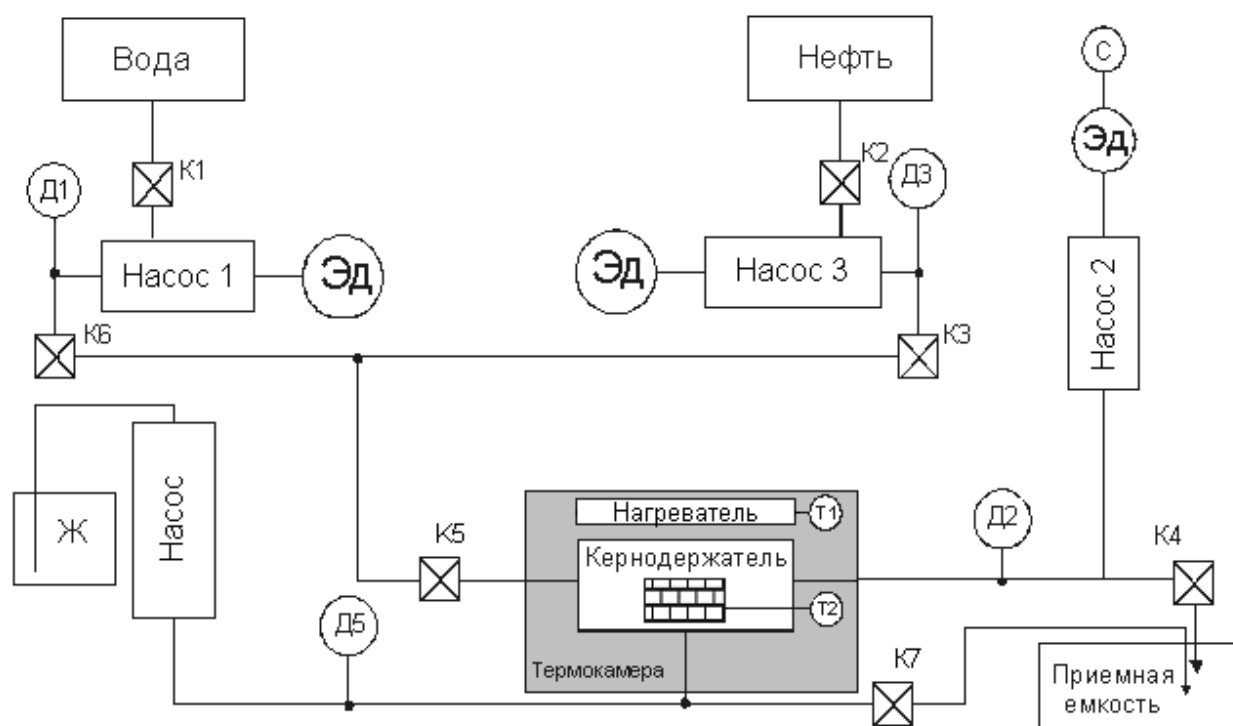 Вода
Нефть
С
Эд
К1
К2
Д1
Д3
Насос 1
Эд
Эд
Насос 3
Насос 2
К6
К3
Ж
Насос
К5
Нагреватель
Т1
Кернодержатель
Т2
Термокамера
Д2
К4
Д5
К7
Приемная
емкость